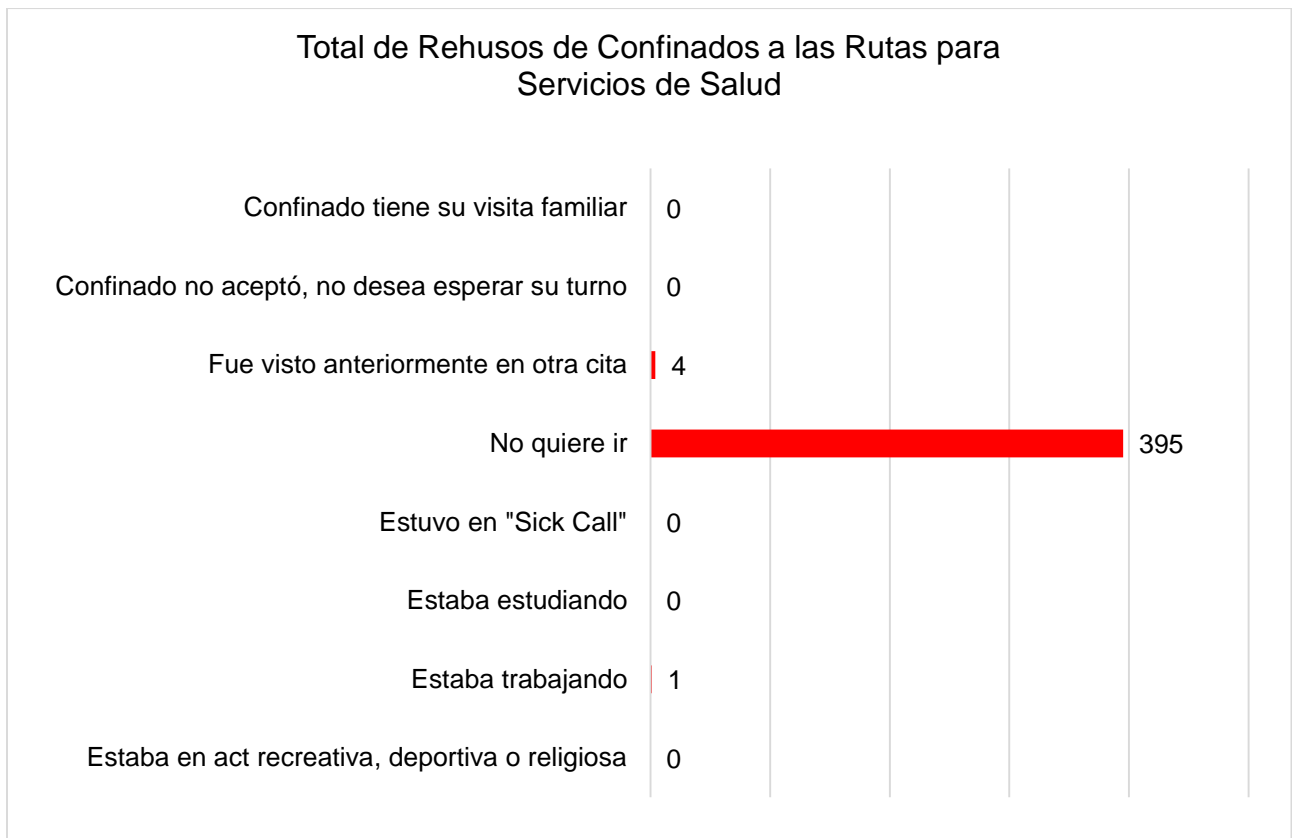 Total de Rehusos de Confinados a las Rutas para
Servicios de Salud
Confinado tiene su visita familiar 0
Confinado no aceptó, no desea esperar su turno 0
Fue visto anteriormente en otra cita 4
No quiere ir 395
Estuvo en "Sick Call" 0
Estaba estudiando 0
Estaba trabajando 1
Estaba en act recreativa, deportiva o religiosa 0